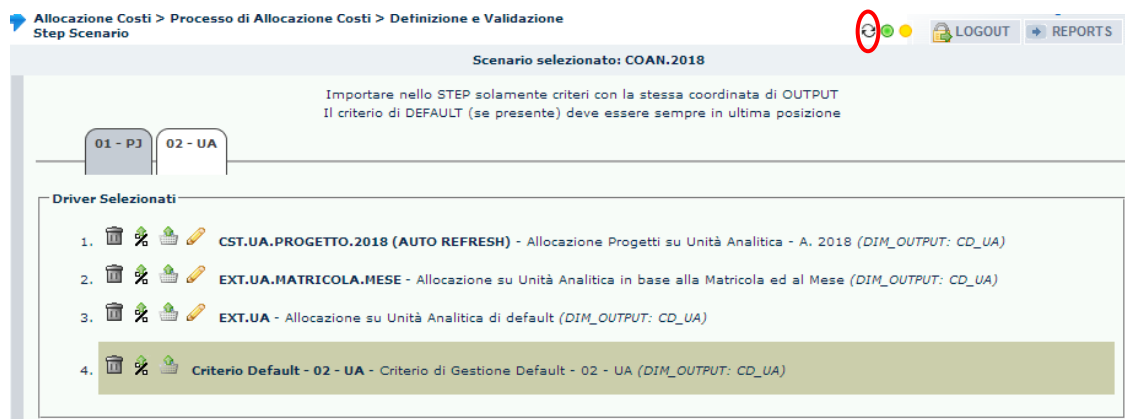 Allocazione Costi > Processo di Allocazione Costi > Definizione e Validazione
Step Scenario
LOGOUT
REPORTS
Scenario selezionato: COAN.2018
Importare nello STEP solamente criteri con la stessa coordinata di OUTPUT
Il criterio di DEFAULT (se presente) deve essere sempre in ultima posizione
01 - PJ
02 - UA
Driver Selezionati
1. CST.UA.PROGETTO.2018 (AUTO REFRESH) - Allocazione Progetti su Unità Analitica - A. 2018 (DIM_OUTPUT: CD_UA)
2. EXT.UA.MATRICOLA.MESE - Allocazione su Unità Analitica in base alla Matricola ed al Mese (DIM_OUTPUT: CD_UA)
3. EXT.UA - Allocazione su Unità Analitica di default (DIM_OUTPUT: CD_UA)
4. Criterio Default - 02 - UA - Criterio di Gestione Default - 02 - UA (DIM_OUTPUT: CD_UA)